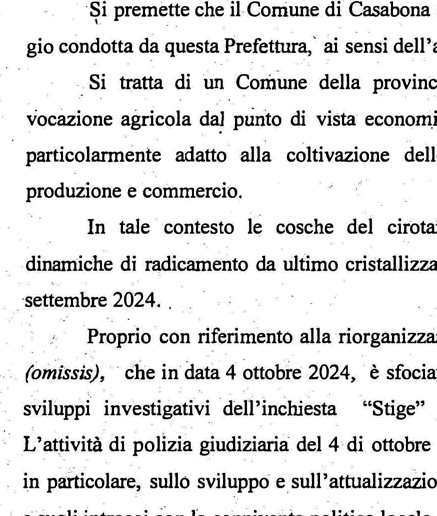 Si premette che il Comune di Casabona
gio condotta da questa Prefettura, ai sensi dell'a
Si tratta di un Comune della provinc
vocazione agricola dal punto di vista economi
particolarmente adatto alla coltivazione dell
produzione e commercio.
In tale contesto le cosche del cirota
dinamiche di radicamento da ultimo cristallizza
settembre 2024.
Proprio con riferimento alla riorganizza
(omissis), che in data 4 ottobre 2024, è sfocia
sviluppi investigativi dell'inchiesta "Stige"
L'attività di polizia giudiziaria del 4 di ottobre
in particolare, sullo sviluppo e sull'attualizzazio